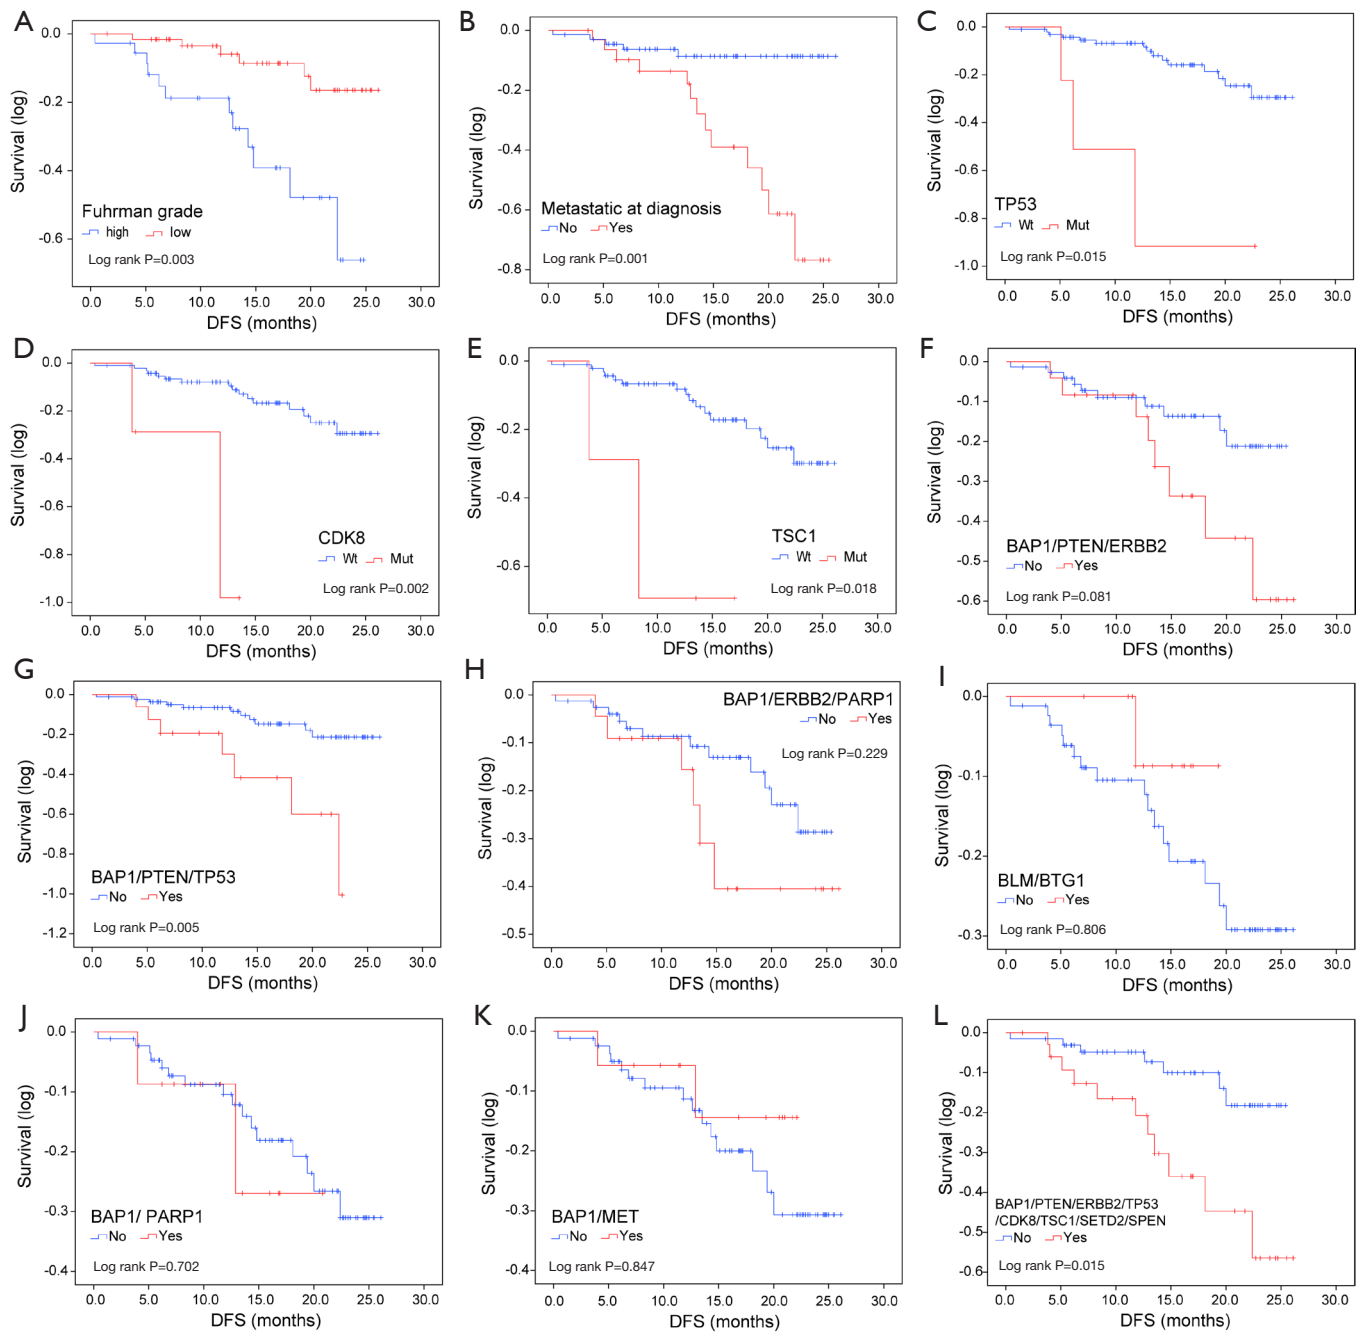 A
0.0
-0.2
-0.4
-0.6
Survival (log)
Fuhrman grade
high low
Log rank P=0.003
0.0 5.0 10.0 15.0 20.0 25.0 30.0
DFS (months)
B
0.0
-0.2
-0.4
-0.6
-0.8
Survival (log)
Metastatic at diagnosis
No Yes
Log rank P=0.001
0.0 5.0 10.0 15.0 20.0 25.0 30.0
DFS (months)
C
0.0
-0.2
-0.4
-0.6
-0.8
-1.0
Survival (log)
TP53
Wt Mut
Log rank P=0.015
0.0 5.0 10.0 15.0 20.0 25.0 30.0
DFS (months)
D
0.0
-0.2
-0.4
-0.6
-0.8
-1.0
Survival (log)
CDK8
Wt Mut
Log rank P=0.002
0.0 5.0 10.0 15.0 20.0 25.0 30.0
DFS (months)
E
0.0
-0.2
-0.4
-0.6
Survival (log)
TSC1
Wt Mut
Log rank P=0.018
0.0 5.0 10.0 15.0 20.0 25.0 30.0
DFS (months)
F
0.0
-0.1
-0.2
-0.3
-0.4
-0.5
-0.6
Survival (log)
BAP1/PTEN/ERBB2
No Yes
Log rank P=0.081
0.0 5.0 10.0 15.0 20.0 25.0 30.0
DFS (months)
G
0.0
-0.2
-0.4
-0.6
-0.8
-1.0
-1.2
Survival (log)
BAP1/PTEN/TP53
No Yes
Log rank P=0.005
0.0 5.0 10.0 15.0 20.0 25.0 30.0
DFS (months)
H
0.0
-0.1
-0.2
-0.3
-0.4
-0.5
Survival (log)
BAP1/ERBB2/PARP1
No Yes
Log rank P=0.229
0.0 5.0 10.0 15.0 20.0 25.0 30.0
DFS (months)
I
0.0
-0.1
-0.2
-0.3
Survival (log)
BLM/BTG1
No Yes
Log rank P=0.806
0.0 5.0 10.0 15.0 20.0 25.0 30.0
DFS (months)
J
0.0
-0.1
-0.2
-0.3
-0.4
Survival (log)
BAP1/ PARP1
No Yes
Log rank P=0.702
0.0 5.0 10.0 15.0 20.0 25.0 30.0
DFS (months)
K
0.0
-0.1
-0.2
-0.3
-0.4
Survival (log)
BAP1/MET
No Yes
Log rank P=0.847
0.0 5.0 10.0 15.0 20.0 25.0 30.0
DFS (months)
L
0.0
-0.1
-0.2
-0.3
-0.4
-0.5
-0.6
Survival (log)
BAP1/PTEN/ERBB2/TP53
/CDK8/TSC1/SETD2/SPEN
No Yes
Log rank P=0.015
0.0 5.0 10.0 15.0 20.0 25.0 30.0
DFS (months)